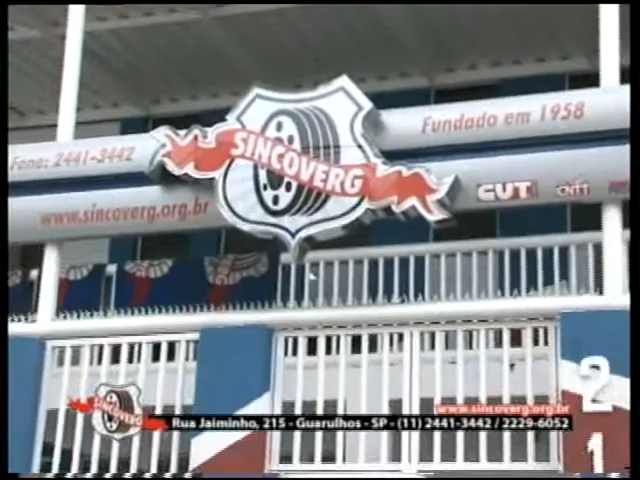 Fundado em 1958
Fone: 2441-3442
SINCOVERG
CUT
www.sincoverg.org.br
2
1
SINCOVERG
www.sincoverg.org.br
Rua Jaiminho, 215 - Guarulhos - SP - (11) 2441-3442 / 2229-6052